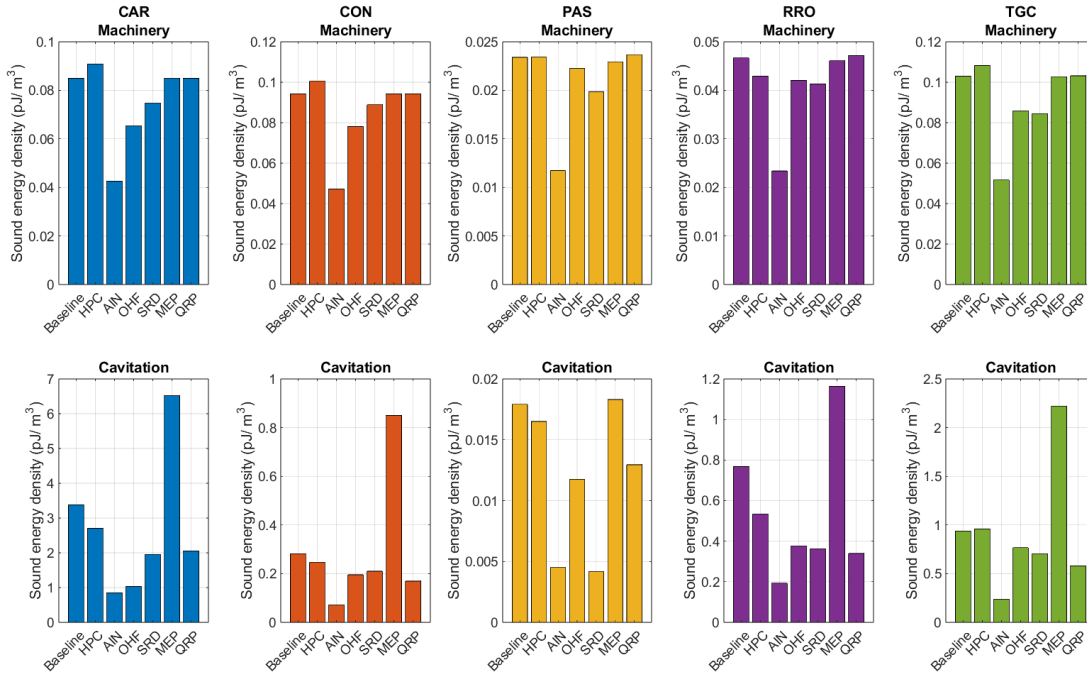 CAR
Machinery
Sound energy density (pJ/ m3)
0.1
0.08
0.06
0.04
0.02
0
Baseline
HPC
AIN
OHF
SRD
MEP
QRP
CON
Machinery
Sound energy density (pJ/ m3)
0.12
0.1
0.08
0.06
0.04
0.02
0
Baseline
HPC
AIN
OHF
SRD
MEP
QRP
PAS
Machinery
Sound energy density (pJ/ m3)
0.025
0.02
0.015
0.01
0.005
0
Baseline
HPC
AIN
OHF
SRD
MEP
QRP
RRO
Machinery
Sound energy density (pJ/ m3)
0.05
0.04
0.03
0.02
0.01
0
Baseline
HPC
AIN
OHF
SRD
MEP
QRP
TGC
Machinery
Sound energy density (pJ/ m3)
0.12
0.1
0.08
0.06
0.04
0.02
0
Baseline
HPC
AIN
OHF
SRD
MEP
QRP
Cavitation
Sound energy density (pJ/ m3)
7
6
5
4
3
2
1
0
Baseline
HPC
AIN
OHF
SRD
MEP
QRP
Cavitation
Sound energy density (pJ/ m3)
1
0.8
0.6
0.4
0.2
0
Baseline
HPC
AIN
OHF
SRD
MEP
QRP
Cavitation
Sound energy density (pJ/ m3)
0.02
0.015
0.01
0.005
0
Baseline
HPC
AIN
OHF
SRD
MEP
QRP
Cavitation
Sound energy density (pJ/ m3)
1.2
1
0.8
0.6
0.4
0.2
0
Baseline
HPC
AIN
OHF
SRD
MEP
QRP
Cavitation
Sound energy density (pJ/ m3)
2.5
2
1.5
1
0.5
0
Baseline
HPC
AIN
OHF
SRD
MEP
QRP